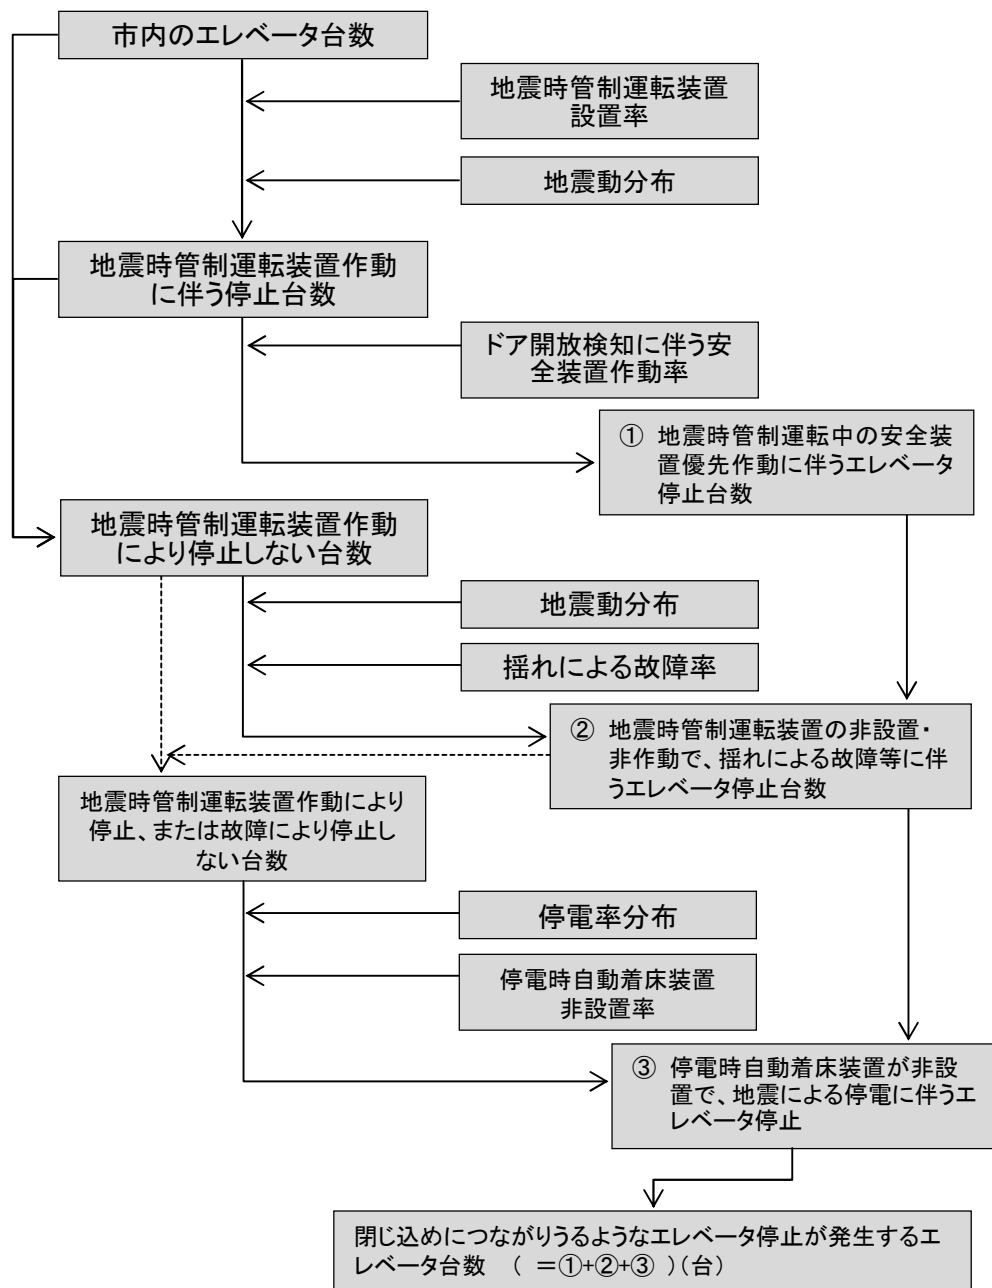 市内のエレベータ台数
地震時管制運転装置
設置率
地震動分布
地震時管制運転装置作動
に伴う停止台数
ドア開放検知に伴う安
全装置作動率
① 地震時管制運転中の安全装
置優先作動に伴うエレベータ
停止台数
地震時管制運転装置作動
により停止しない台数
地震動分布
揺れによる故障率
② 地震時管制運転装置の非設置・
非作動で、揺れによる故障等に伴
うエレベータ停止台数
地震時管制運転装置作動により
停止、または故障により停止し
ない台数
停電率分布
停電時自動着床装置
非設置率
③ 停電時自動着床装置が非設
置で、地震による停電に伴うエ
レベータ停止
閉じ込めにつながりうるようなエレベータ停止が発生するエ
レベータ台数 （ ＝①+②+③ ）（台）